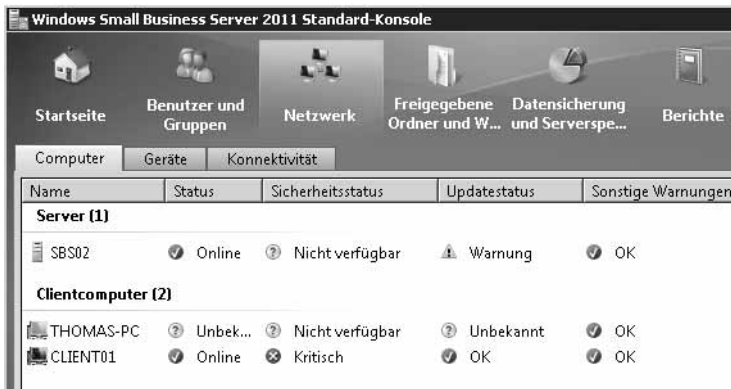 Windows Small Business Server 2011 Standard-Konsole
Startseite
Benutzer und Gruppen
Netzwerk
Freigegebene Ordner und W...
Datensicherung und Serverspe...
Berichte
Computer Geräte Konnektivität
Name Status Sicherheitsstatus Updatestatus Sonstige Warnungen
Server (1)
SBS02 Online Nicht verfügbar Warnung OK
Clientcomputer (2)
THOMAS-PC Unbek... Nicht verfügbar Unbekannt OK
CLIENT01 Online Kritisch OK OK